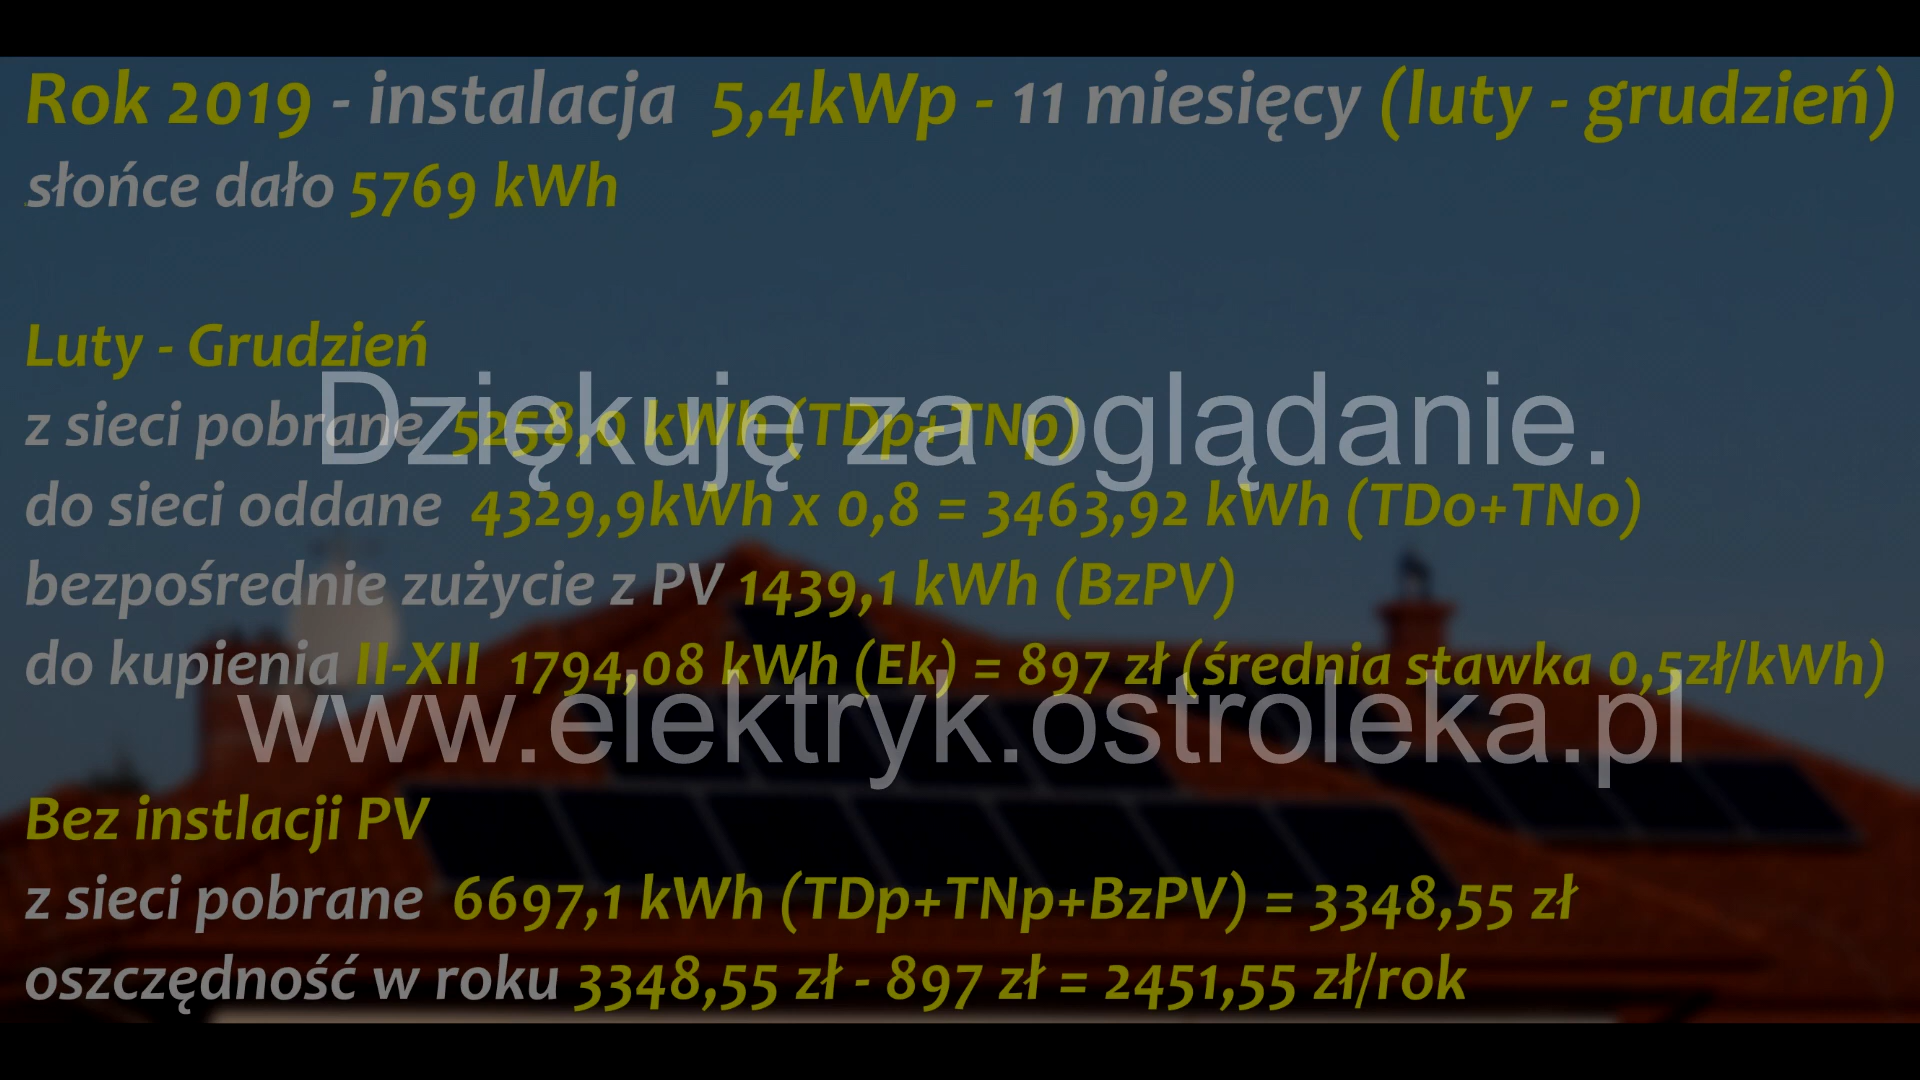 Rok 2019 - instalacja 5,4kWp - 11 miesięcy (luty - grudzień)
słońce dało 5769 kWh
Luty - Grudzień
Dziękuję za oglądanie.
z sieci pobrane 5258,0 kWh (TDp+TNp)
do sieci oddane 4329,9kWh x 0,8 = 3463,92 kWh (TDo+TNo)
bezpośrednie zużycie z PV 1439,1 kWh (BzPV)
do kupienia II-XII 1794,08 kWh (Ek) = 897 zł (średnia stawka 0,5zł/kWh)
www.elektryk.ostroleka.pl
Bez instlacji PV
z sieci pobrane 6697,1 kWh (TDp+TNp+BzPV) = 3348,55 zł
oszczędność w roku 3348,55 zł - 897 zł = 2451,55 zł/rok